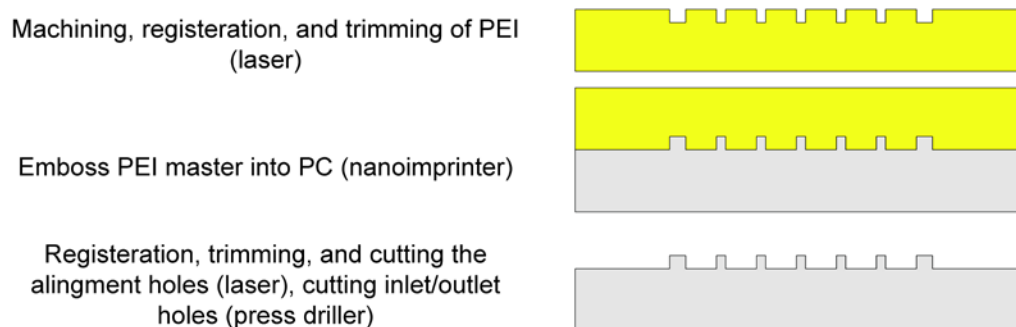 Machining, registeration, and trimming of PEI
(laser)
Emboss PEI master into PC (nanoimprinter)
Registeration, trimming, and cutting the
alingment holes (laser), cutting inlet/outlet
holes (press driller)